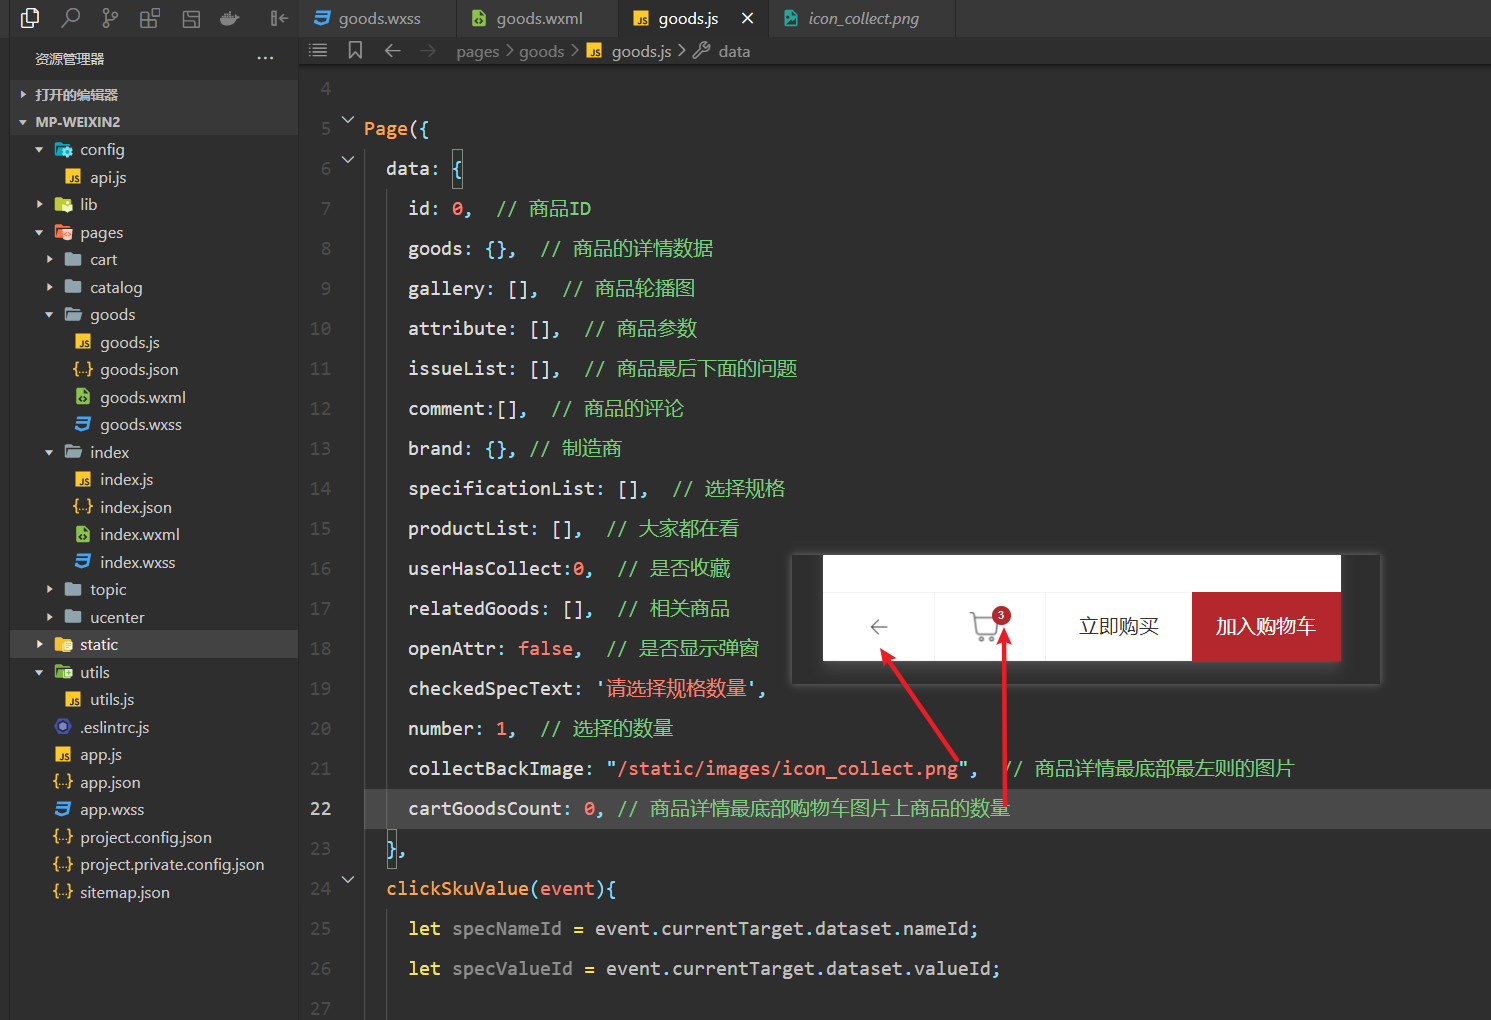 goods.wxss
goods.wxml
goods.js
icon_collect.png
资源管理器
pages > goods > goods.js > data
打开的编辑器
MP-WEIXIN2
config
api.js
lib
pages
cart
catalog
goods
goods.js
goods.json
goods.wxml
goods.wxss
index
index.js
index.json
index.wxml
index.wxss
topic
ucenter
static
utils
utils.js
.eslintrc.js
app.js
app.json
app.wxss
project.config.json
project.private.config.json
sitemap.json
4
5 Page({
6 data: {
7 id: 0, // 商品ID
8 goods: {}, // 商品的详情数据
9 gallery: [], // 商品轮播图
10 attribute: [], // 商品参数
11 issueList: [], // 商品最后下面的问题
12 comment:[], // 商品的评论
13 brand: {}, // 制造商
14 specificationList: [], // 选择规格
15 productList: [], // 大家都在看
16 userHasCollect:0, // 是否收藏
17 relatedGoods: [], // 相关商品
18 openAttr: false, // 是否显示弹窗
19 checkedSpecText: '请选择规格数量',
20 number: 1, // 选择的数量
21 collectBackImage: "/static/images/icon_collect.png", // 商品详情最底部最左则的图片
22 cartGoodsCount: 0, // 商品详情最底部购物车图片上商品的数量
23 },
24 clickSkuValue(event){
25 let specNameId = event.currentTarget.dataset.nameId;
26 let specValueId = event.currentTarget.dataset.valueId;
27
3
立即购买
加入购物车